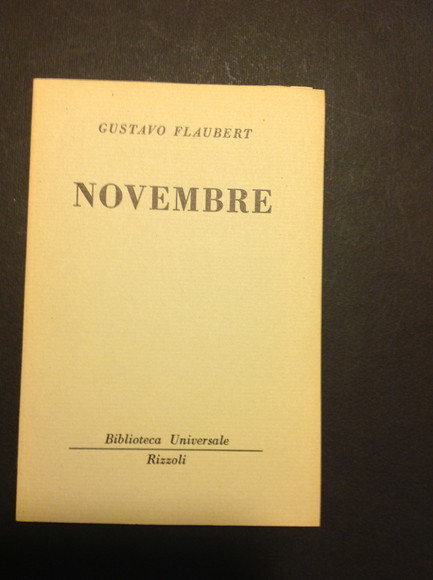 GUSTAVO FLAUBERT
NOVEMBRE
Biblioteca Universale
Rizzoli